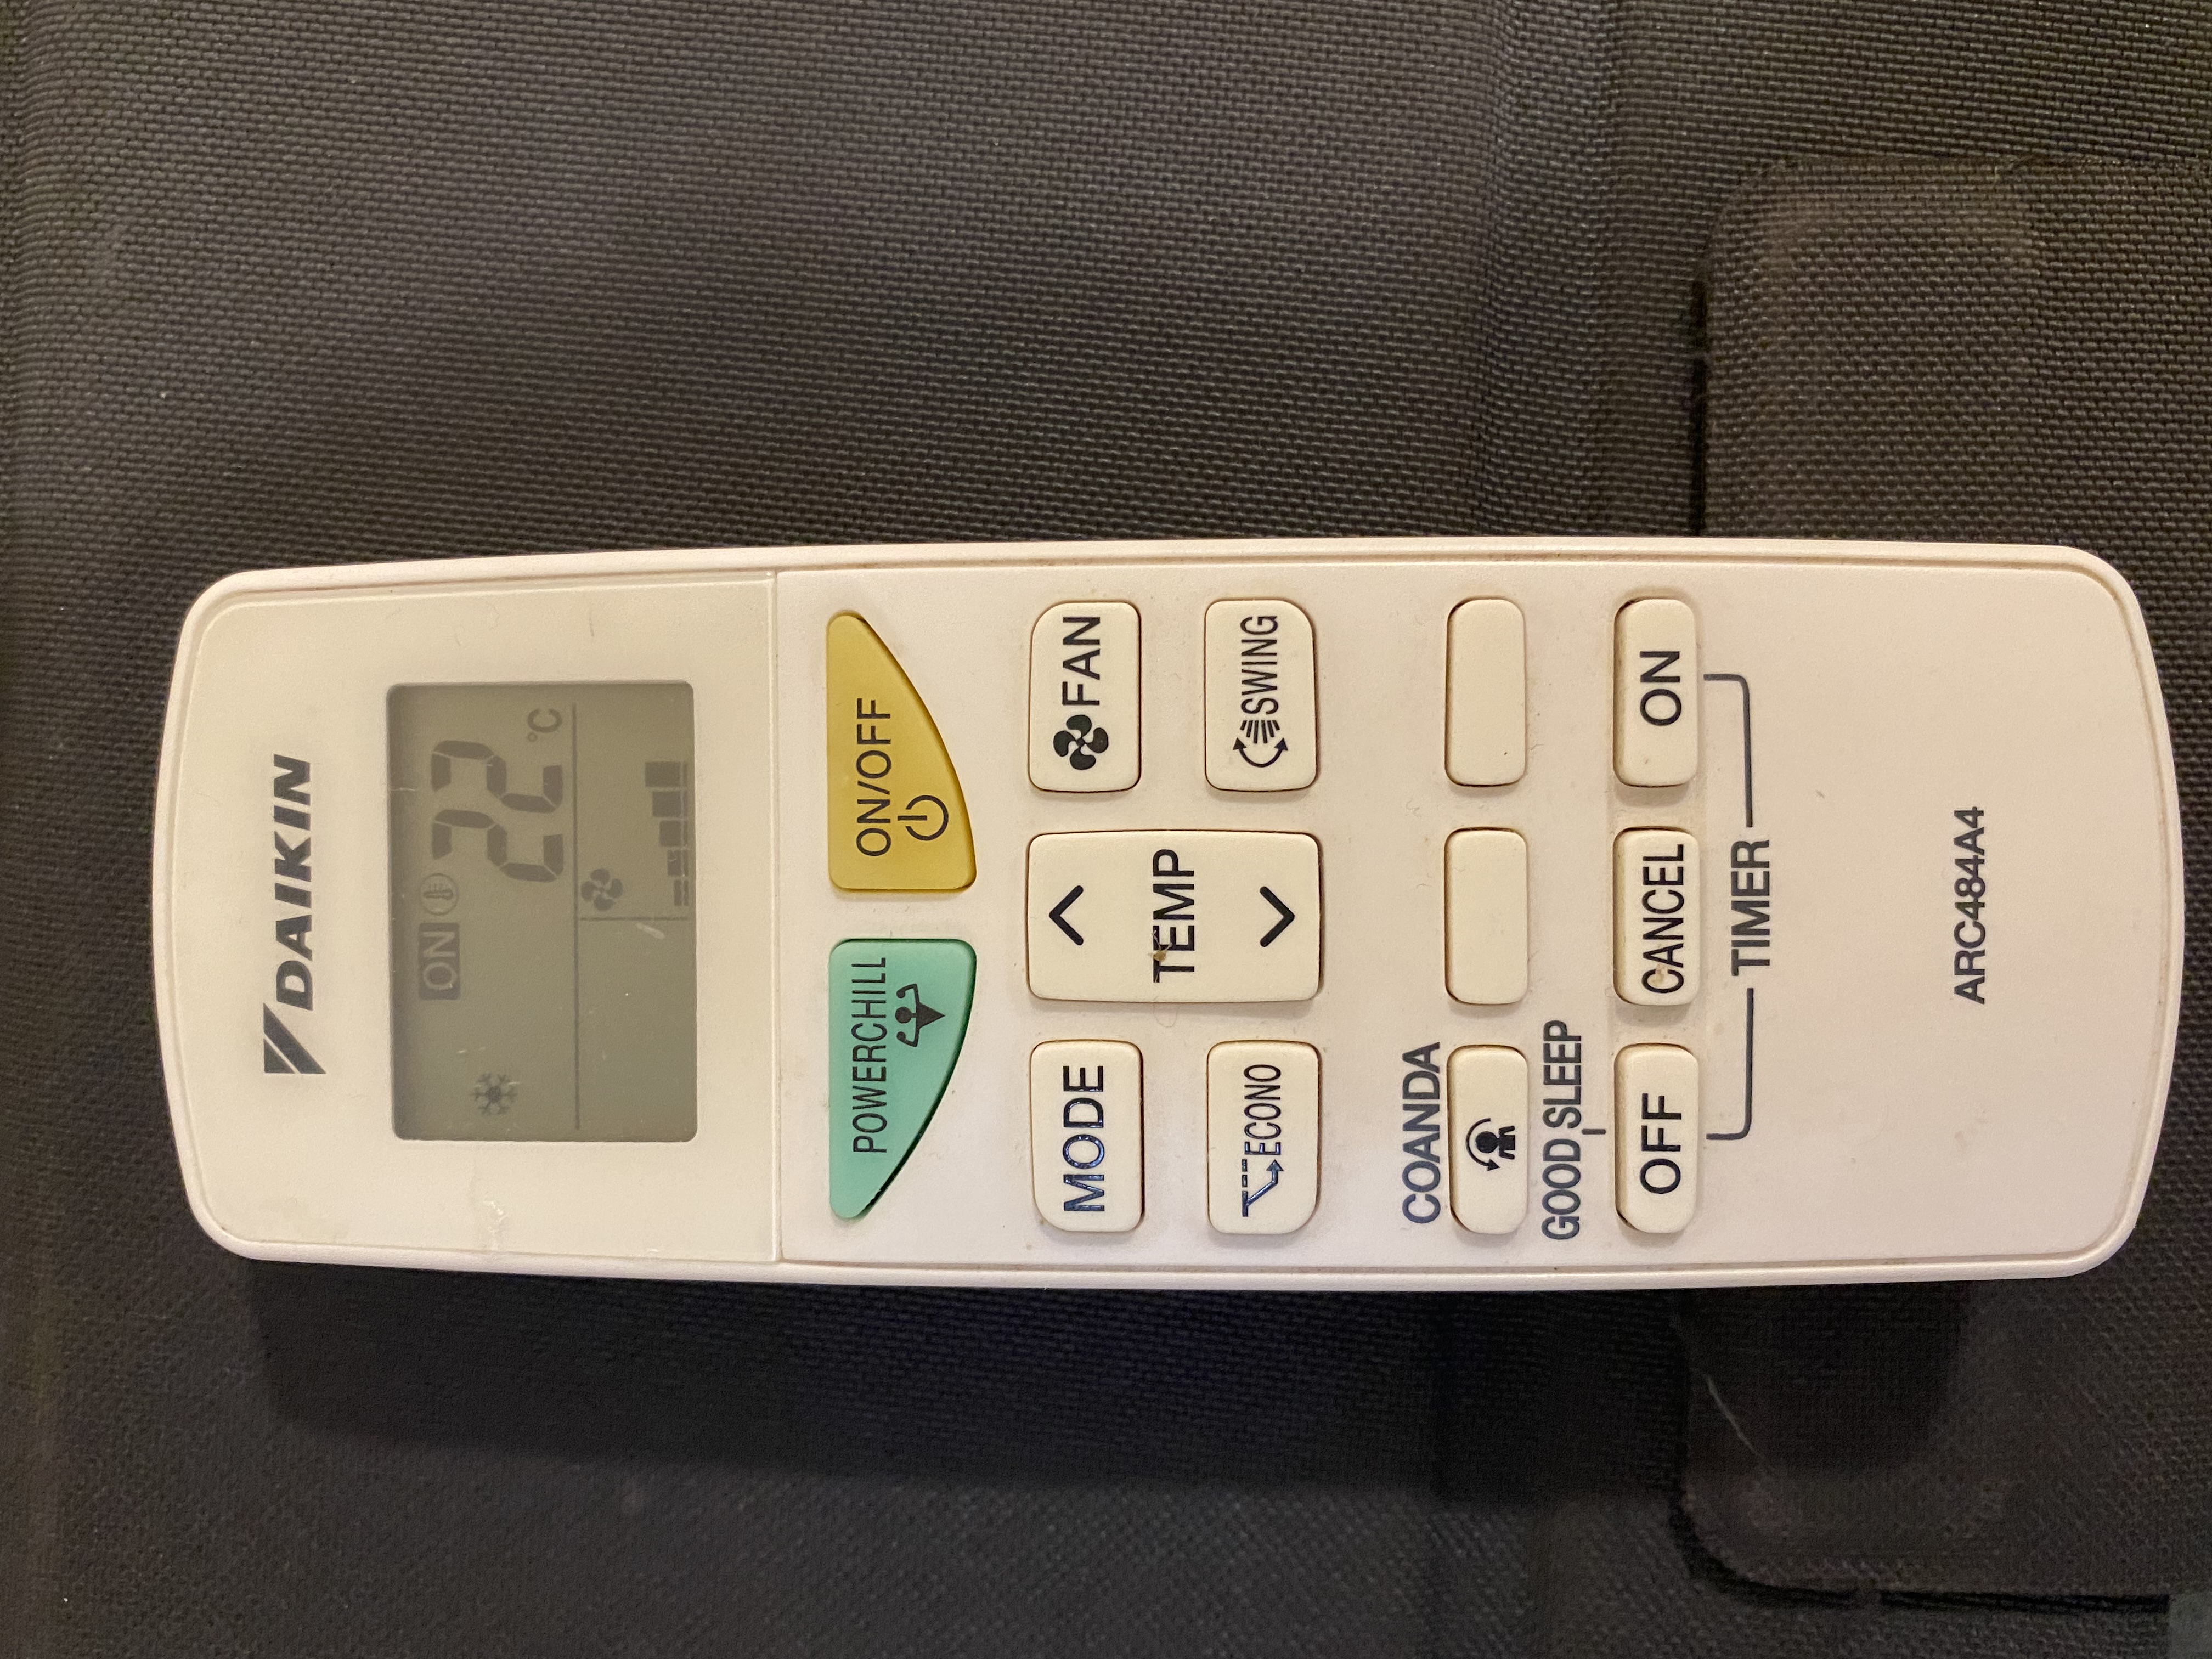 DAIKIN
ON 22 °C
POWERCHILL ON/OFF
MODE FAN
TEMP
ECONO SWING
COANDA
GOOD SLEEP
OFF CANCEL ON
TIMER
ARC484A4